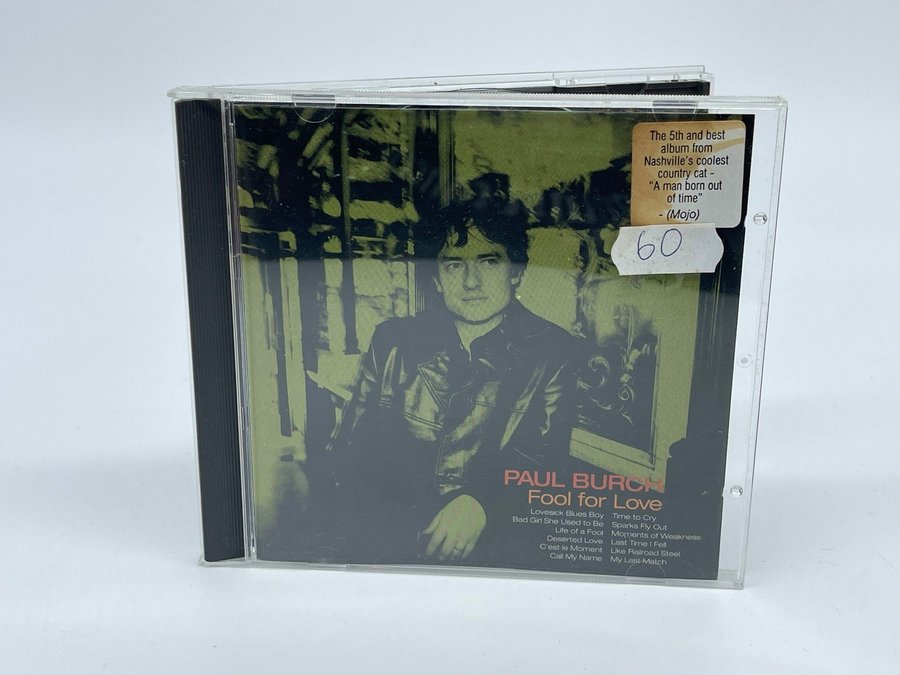 The 5th and best
album from
Nashville's coolest
country cat -
"A man born out
of time"
- (Mojo)
60
PAUL BURCH
Fool for Love
Lovesick Blues Boy
Bad Girl She Used to Be
Life of a Fool
Deserted Love
C'est le Moment
Call My Name
Time to Cry
Sparks Fly Out
Moments of Weakness
Last Time I Fell
Like Railroad Steel
My Last Match